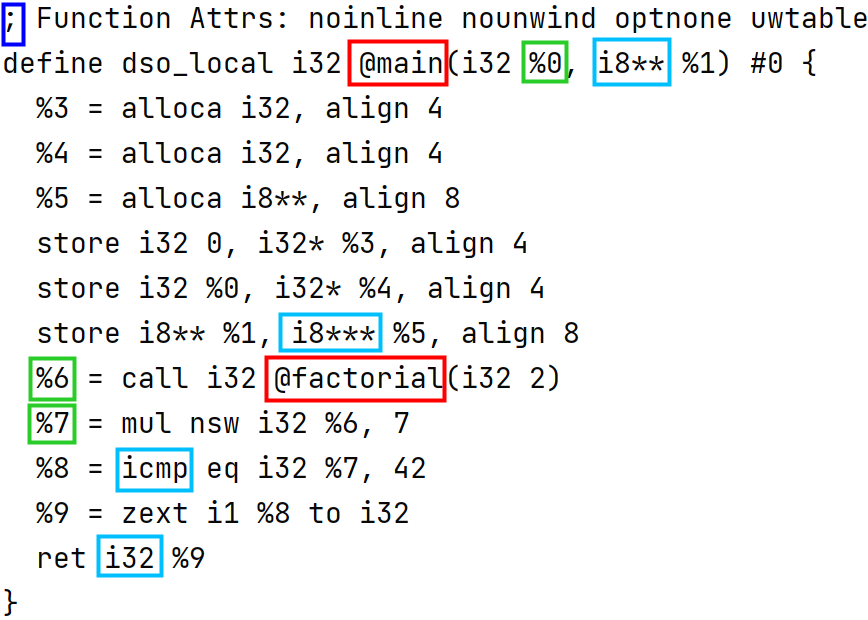 ; Function Attrs: noinline nounwind optnone uwtable
define dso_local i32 @main(i32 %0, i8** %1) #0 {
%3 = alloca i32, align 4
%4 = alloca i32, align 4
%5 = alloca i8**, align 8
store i32 0, i32* %3, align 4
store i32 %0, i32* %4, align 4
store i8** %1, i8*** %5, align 8
%6 = call i32 @factorial(i32 2)
%7 = mul nsw i32 %6, 7
%8 = icmp eq i32 %7, 42
%9 = zext i1 %8 to i32
ret i32 %9
}